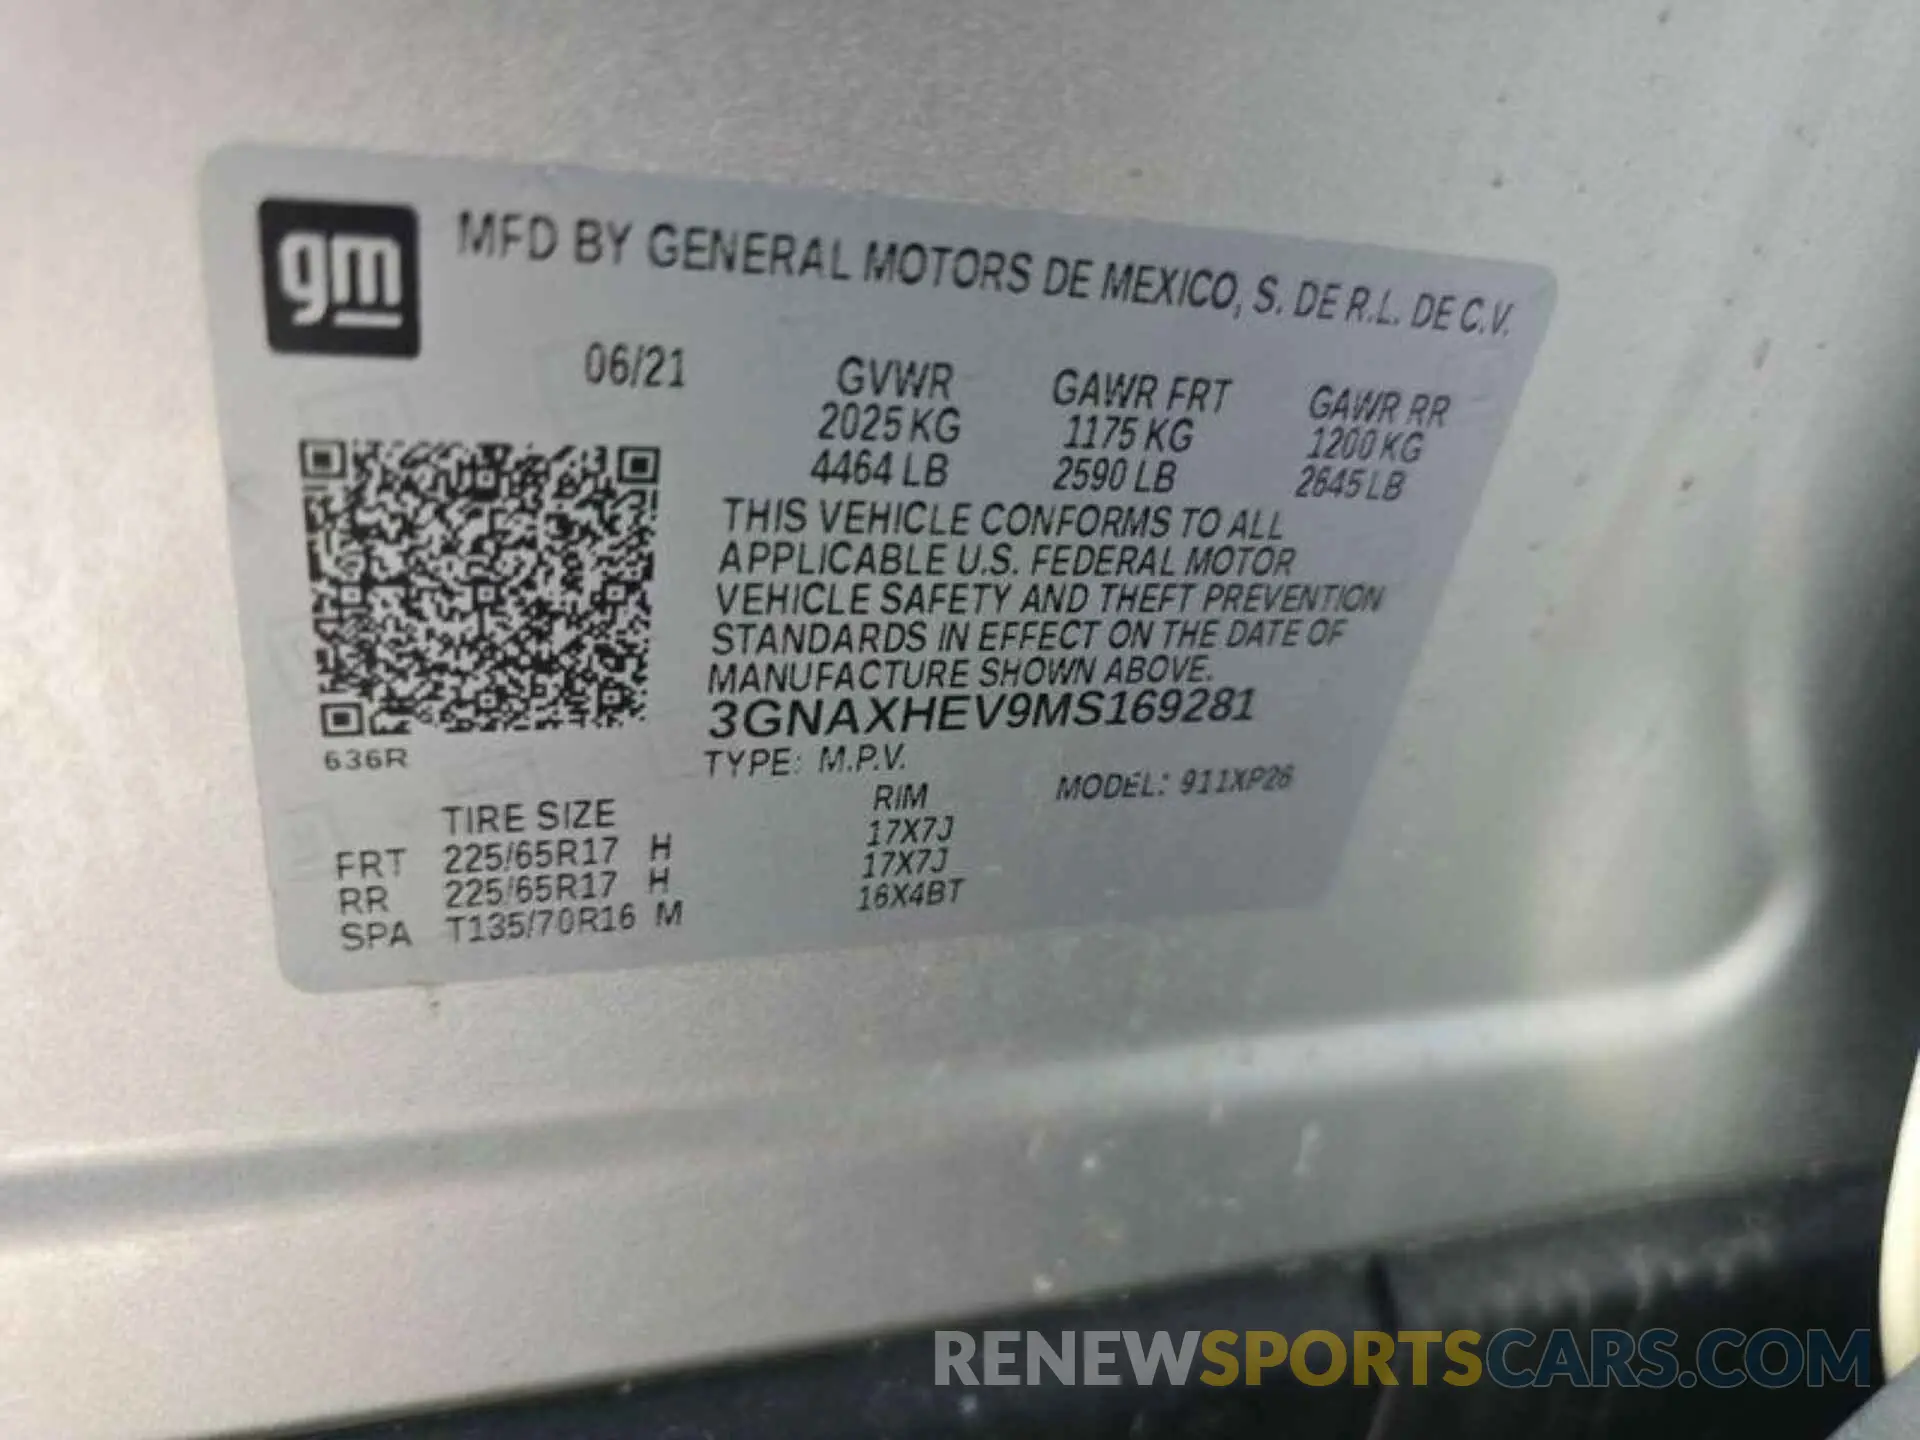 gm
MFD BY GENERAL MOTORS DE MEXICO, S. DE R.L. DE C.V.
06/21 GVWR GAWR FRT GAWR RR
2025 KG 1175 KG 1200 KG
4464 LB 2590 LB 2645 LB
THIS VEHICLE CONFORMS TO ALL
APPLICABLE U.S. FEDERAL MOTOR
VEHICLE SAFETY AND THEFT PREVENTION
STANDARDS IN EFFECT ON THE DATE OF
MANUFACTURE SHOWN ABOVE.
3GNAXHEV9MS169281
636R
TYPE: M.P.V. MODEL: 911XP26
TIRE SIZE RIM
FRT 225/65R17 H 17X7J
RR 225/65R17 H 17X7J
SPA T135/70R16 M 16X4BT
RENEWSPORTSCARS.COM